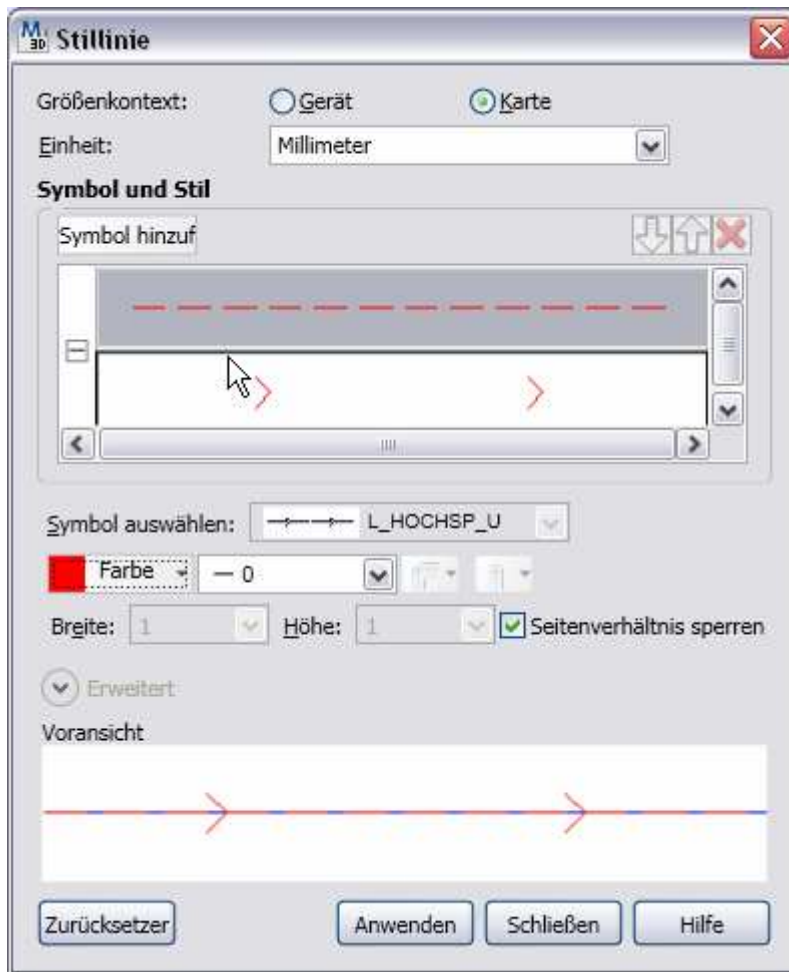 M 3D Stillinie
Größenkontext: Gerät Karte
Einheit: Millimeter
Symbol und Stil
Symbol hinzuf
Symbol auswählen: L_HOCHSP_U
Farbe 0
Breite: 1 Höhe: 1 Seitenverhältnis sperren
Erweitert
Voransicht
Zurücksetzer Anwenden Schließen Hilfe